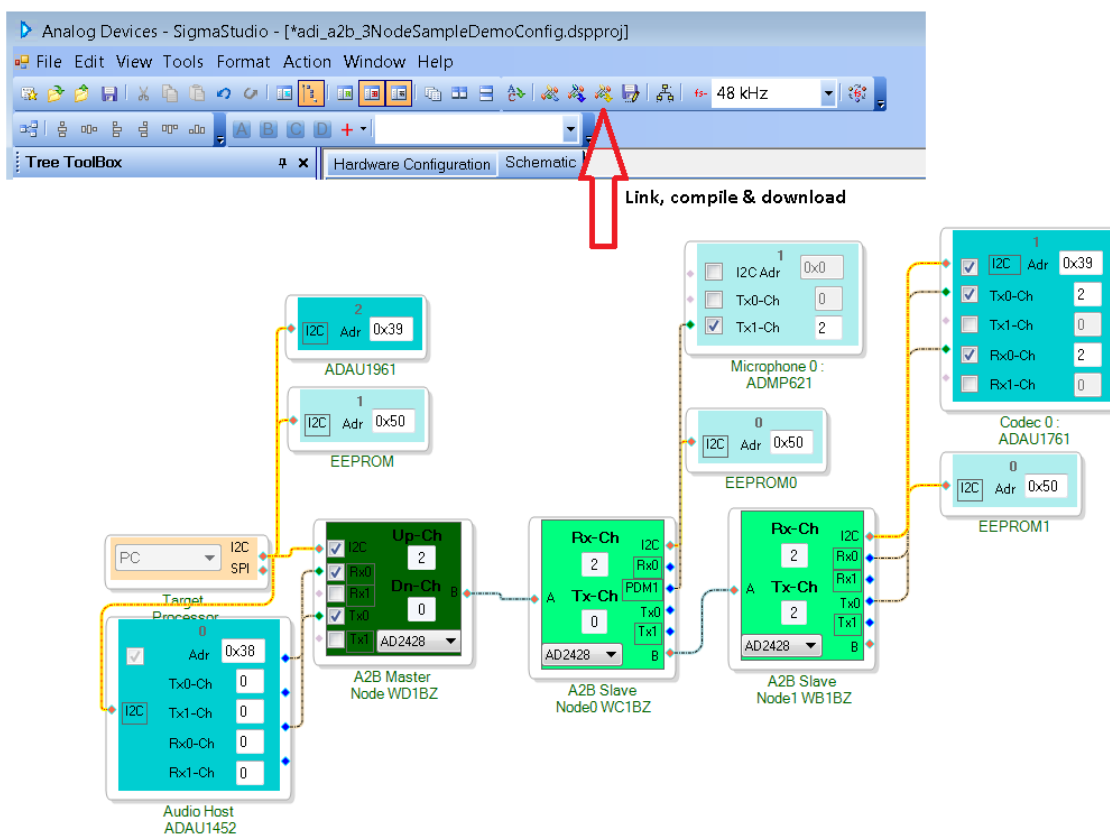 Analog Devices - SigmaStudio - [*adi_a2b_3NodeSampleDemoConfig.dspproj]
File Edit View Tools Format Action Window Help
fs- 48 kHz
A B C D +
Tree ToolBox
Hardware Configuration Schematic
Link, compile & download
2
I2C Adr 0x39
ADAU1961
1
I2C Adr 0x50
EEPROM
1
I2C Adr 0x0
Tx0-Ch 0
Tx1-Ch 2
Microphone 0 :
ADMP621
0
I2C Adr 0x50
EEPROM0
1
I2C Adr 0x39
Tx0-Ch 2
Tx1-Ch 0
Rx0-Ch 2
Rx1-Ch 0
Codec 0 :
ADAU1761
0
I2C Adr 0x50
EEPROM1
PC
I2C
SPI
Target
Processor
0
Adr 0x38
Tx0-Ch 0
I2C Tx1-Ch 0
Rx0-Ch 0
Rx1-Ch 0
Audio Host
ADAU1452
Up-Ch
I2C
2
Rx0
Dn-Ch
Rx1
0
B
Tx0
Tx1
AD2428
A2B Master
Node WD1BZ
Rx-Ch
I2C
2
Rx0
PDM1
Tx-Ch
A
Tx0
0
Tx1
AD2428
B
A2B Slave
Node0 WC1BZ
Rx-Ch
I2C
2
Rx0
Rx1
A
Tx-Ch
Tx0
2
Tx1
AD2428
B
A2B Slave
Node1 WB1BZ